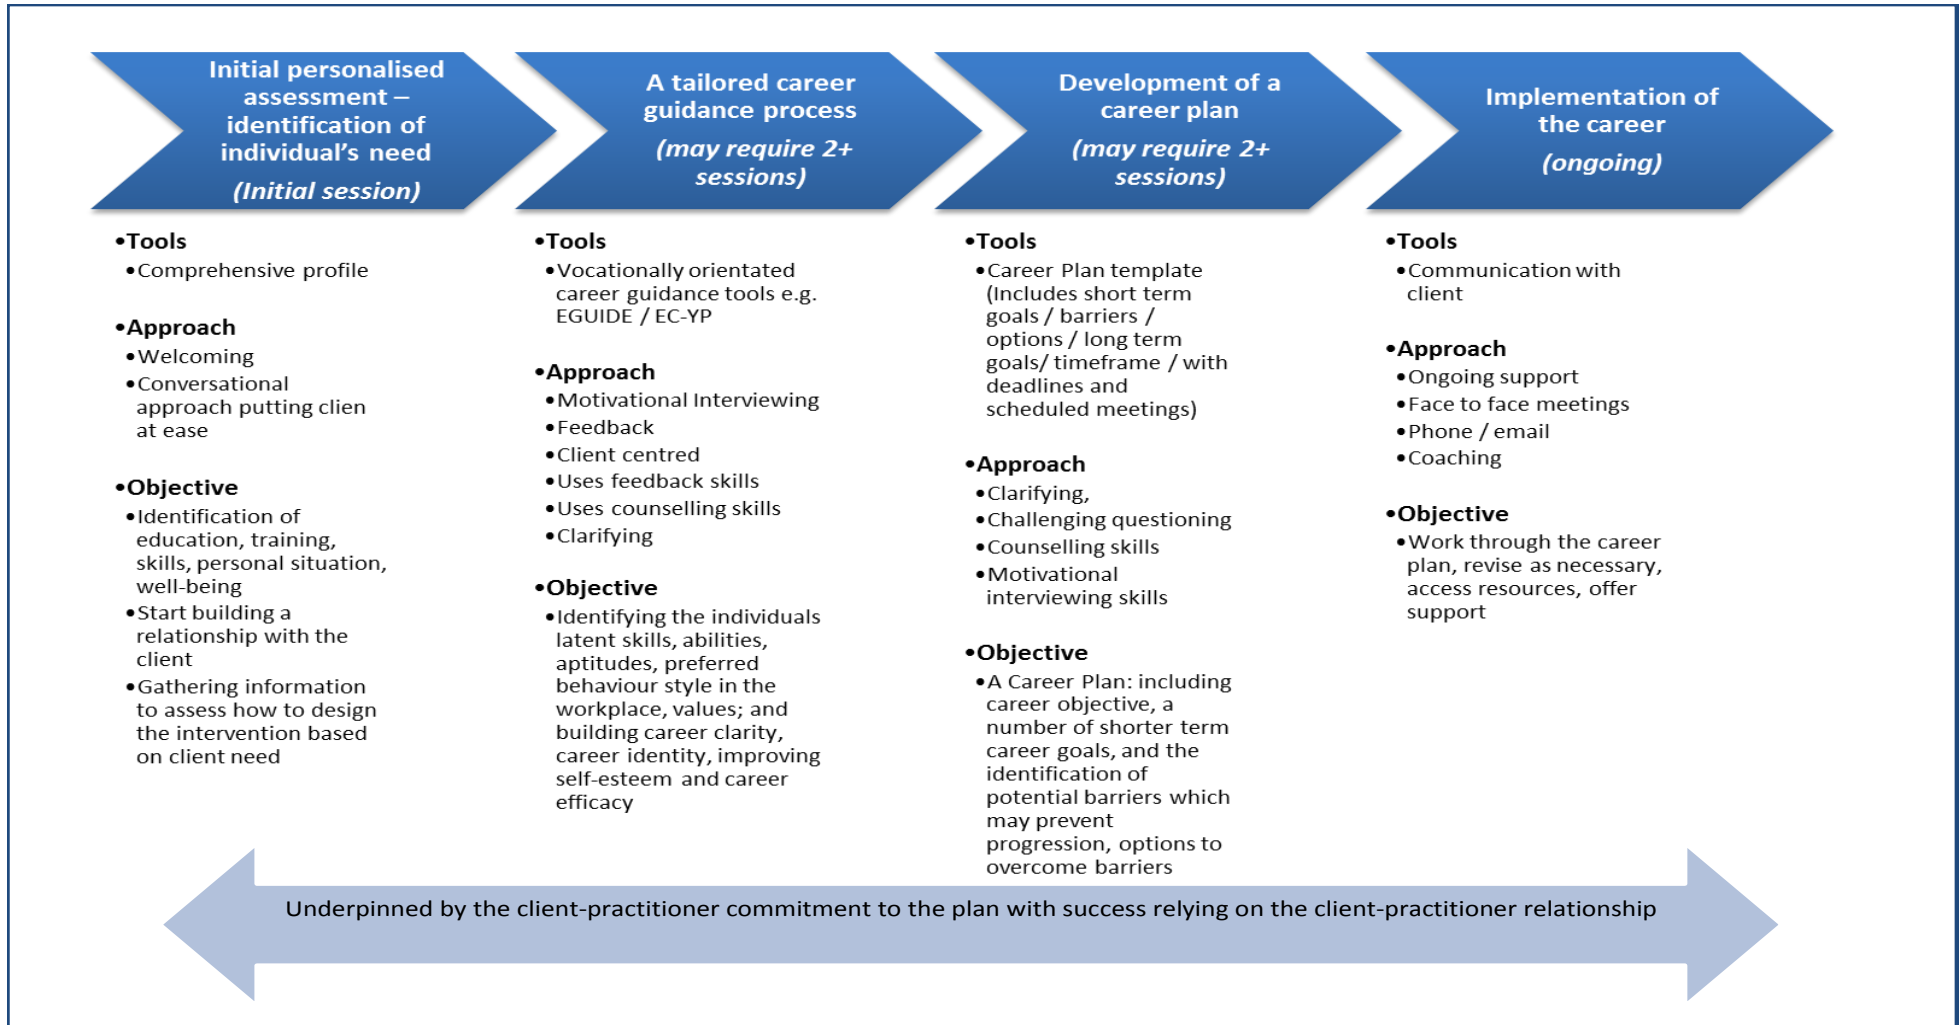 Initial personalised
assessment –
identification of
individual's need
(Initial session)
•Tools
•Comprehensive profile
•Approach
•Welcoming
•Conversational
approach putting clien
at ease
•Objective
•Identification of
education, training,
skills, personal situation,
well-being
•Start building a
relationship with the
client
•Gathering information
to assess how to design
the intervention based
on client need
A tailored career
guidance process
(may require 2+
sessions)
•Tools
•Vocationally orientated
career guidance tools e.g.
EGUIDE / EC-YP
•Approach
•Motivational Interviewing
•Feedback
•Client centred
•Uses feedback skills
•Uses counselling skills
•Clarifying
•Objective
•Identifying the individuals
latent skills, abilities,
aptitudes, preferred
behaviour style in the
workplace, values; and
building career clarity,
career identity, improving
self-esteem and career
efficacy
Development of a
career plan
(may require 2+
sessions)
•Tools
•Career Plan template
(Includes short term
goals / barriers /
options / long term
goals/ timeframe / with
deadlines and
scheduled meetings)
•Approach
•Clarifying,
•Challenging questioning
•Counselling skills
•Motivational
interviewing skills
•Objective
•A Career Plan: including
career objective, a
number of shorter term
career goals, and the
identification of
potential barriers which
may prevent
progression, options to
overcome barriers
Implementation of
the career
(ongoing)
•Tools
•Communication with
client
•Approach
•Ongoing support
•Face to face meetings
•Phone / email
•Coaching
•Objective
•Work through the career
plan, revise as necessary,
access resources, offer
support
Underpinned by the client-practitioner commitment to the plan with success relying on the client-practitioner relationship